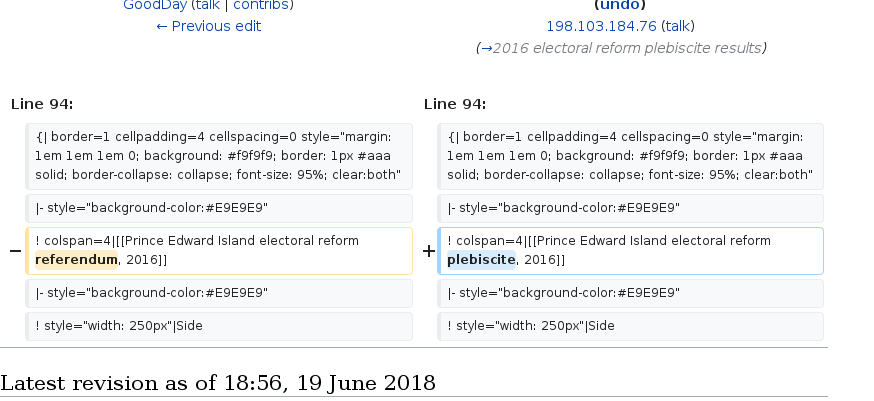 GoodDay (talk | contribs)
← Previous edit
(undo)
198.103.184.76 (talk)
(→2016 electoral reform plebiscite results)
Line 94:
Line 94:
{| border=1 cellpadding=4 cellspacing=0 style="margin:
1em 1em 1em 0; background: #f9f9f9; border: 1px #aaa
solid; border-collapse: collapse; font-size: 95%; clear:both"
{| border=1 cellpadding=4 cellspacing=0 style="margin:
1em 1em 1em 0; background: #f9f9f9; border: 1px #aaa
solid; border-collapse: collapse; font-size: 95%; clear:both"
|- style="background-color:#E9E9E9"
|- style="background-color:#E9E9E9"
− ! colspan=4|[[Prince Edward Island electoral reform
referendum, 2016]]
+ ! colspan=4|[[Prince Edward Island electoral reform
plebiscite, 2016]]
|- style="background-color:#E9E9E9"
|- style="background-color:#E9E9E9"
! style="width: 250px"|Side
! style="width: 250px"|Side
Latest revision as of 18:56, 19 June 2018